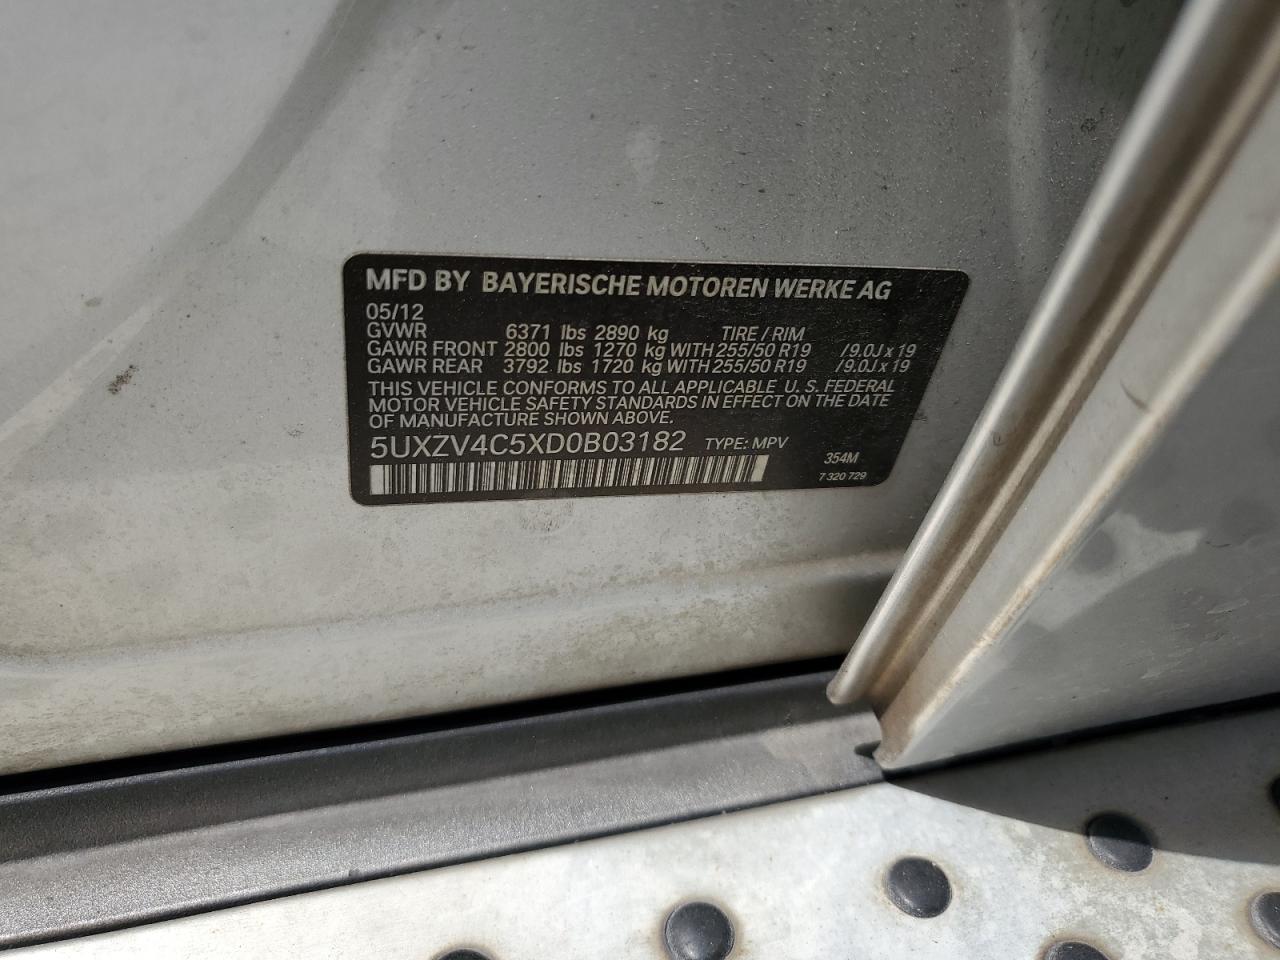 MFD BY BAYERISCHE MOTOREN WERKE AG
05/12
GVWR 6371 lbs 2890 kg TIRE / RIM
GAWR FRONT 2800 lbs 1270 kg WITH 255/50 R19 /9.0J x 19
GAWR REAR 3792 lbs 1720 kg WITH 255/50 R19 /9.0J x 19
THIS VEHICLE CONFORMS TO ALL APPLICABLE U. S. FEDERAL
MOTOR VEHICLE SAFETY STANDARDS IN EFFECT ON THE DATE
OF MANUFACTURE SHOWN ABOVE.
5UXZV4C5XD0B03182 TYPE: MPV
354M
7 320 729